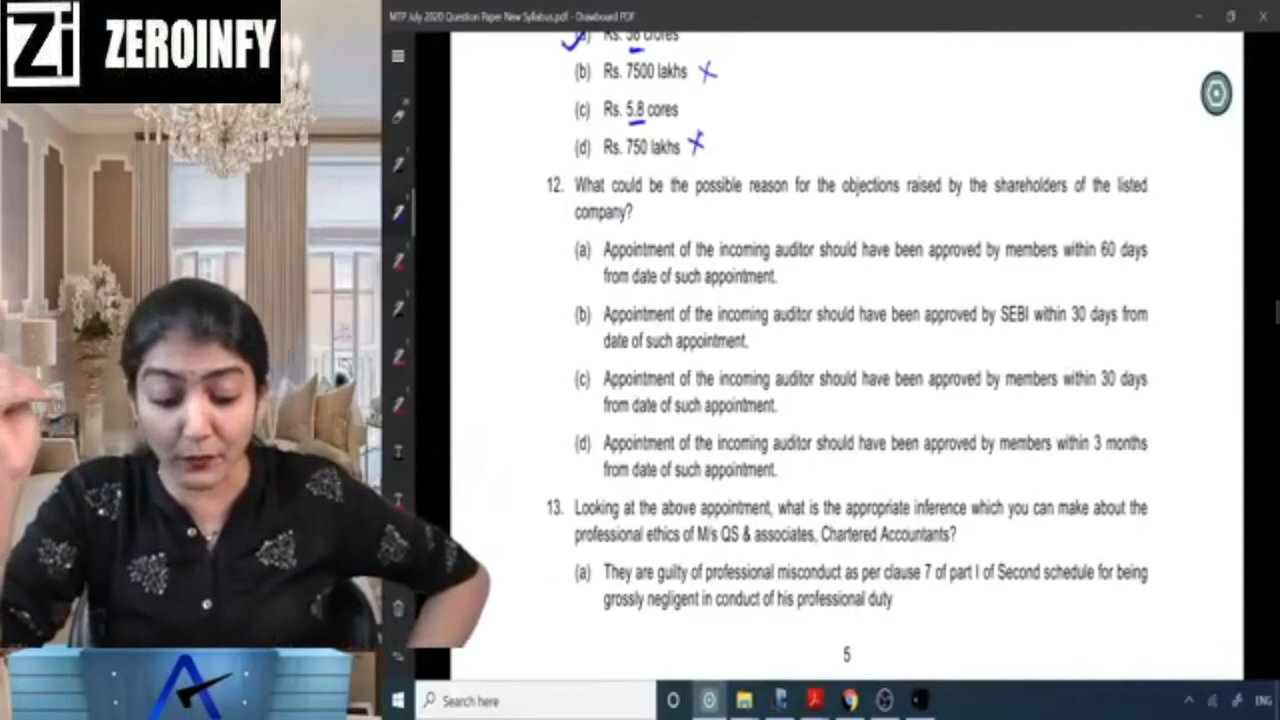 Zi ZEROINFY
MTP July 2020 Question Paper New Syllabus.pdf - Drawboard PDF
Rs. 58 crores
(b) Rs. 7500 lakhs
(c) Rs. 5.8 cores
(d) Rs. 750 lakhs
12. What could be the possible reason for the objections raised by the shareholders of the listed
company?
(a) Appointment of the incoming auditor should have been approved by members within 60 days
from date of such appointment.
(b) Appointment of the incoming auditor should have been approved by SEBI within 30 days from
date of such appointment.
(c) Appointment of the incoming auditor should have been approved by members within 30 days
from date of such appointment.
(d) Appointment of the incoming auditor should have been approved by members within 3 months
from date of such appointment.
13. Looking at the above appointment, what is the appropriate inference which you can make about the
professional ethics of M/s QS & associates, Chartered Accountants?
(a) They are guilty of professional misconduct as per clause 7 of part I of Second schedule for being
grossly negligent in conduct of his professional duty
5
Search here
ENG